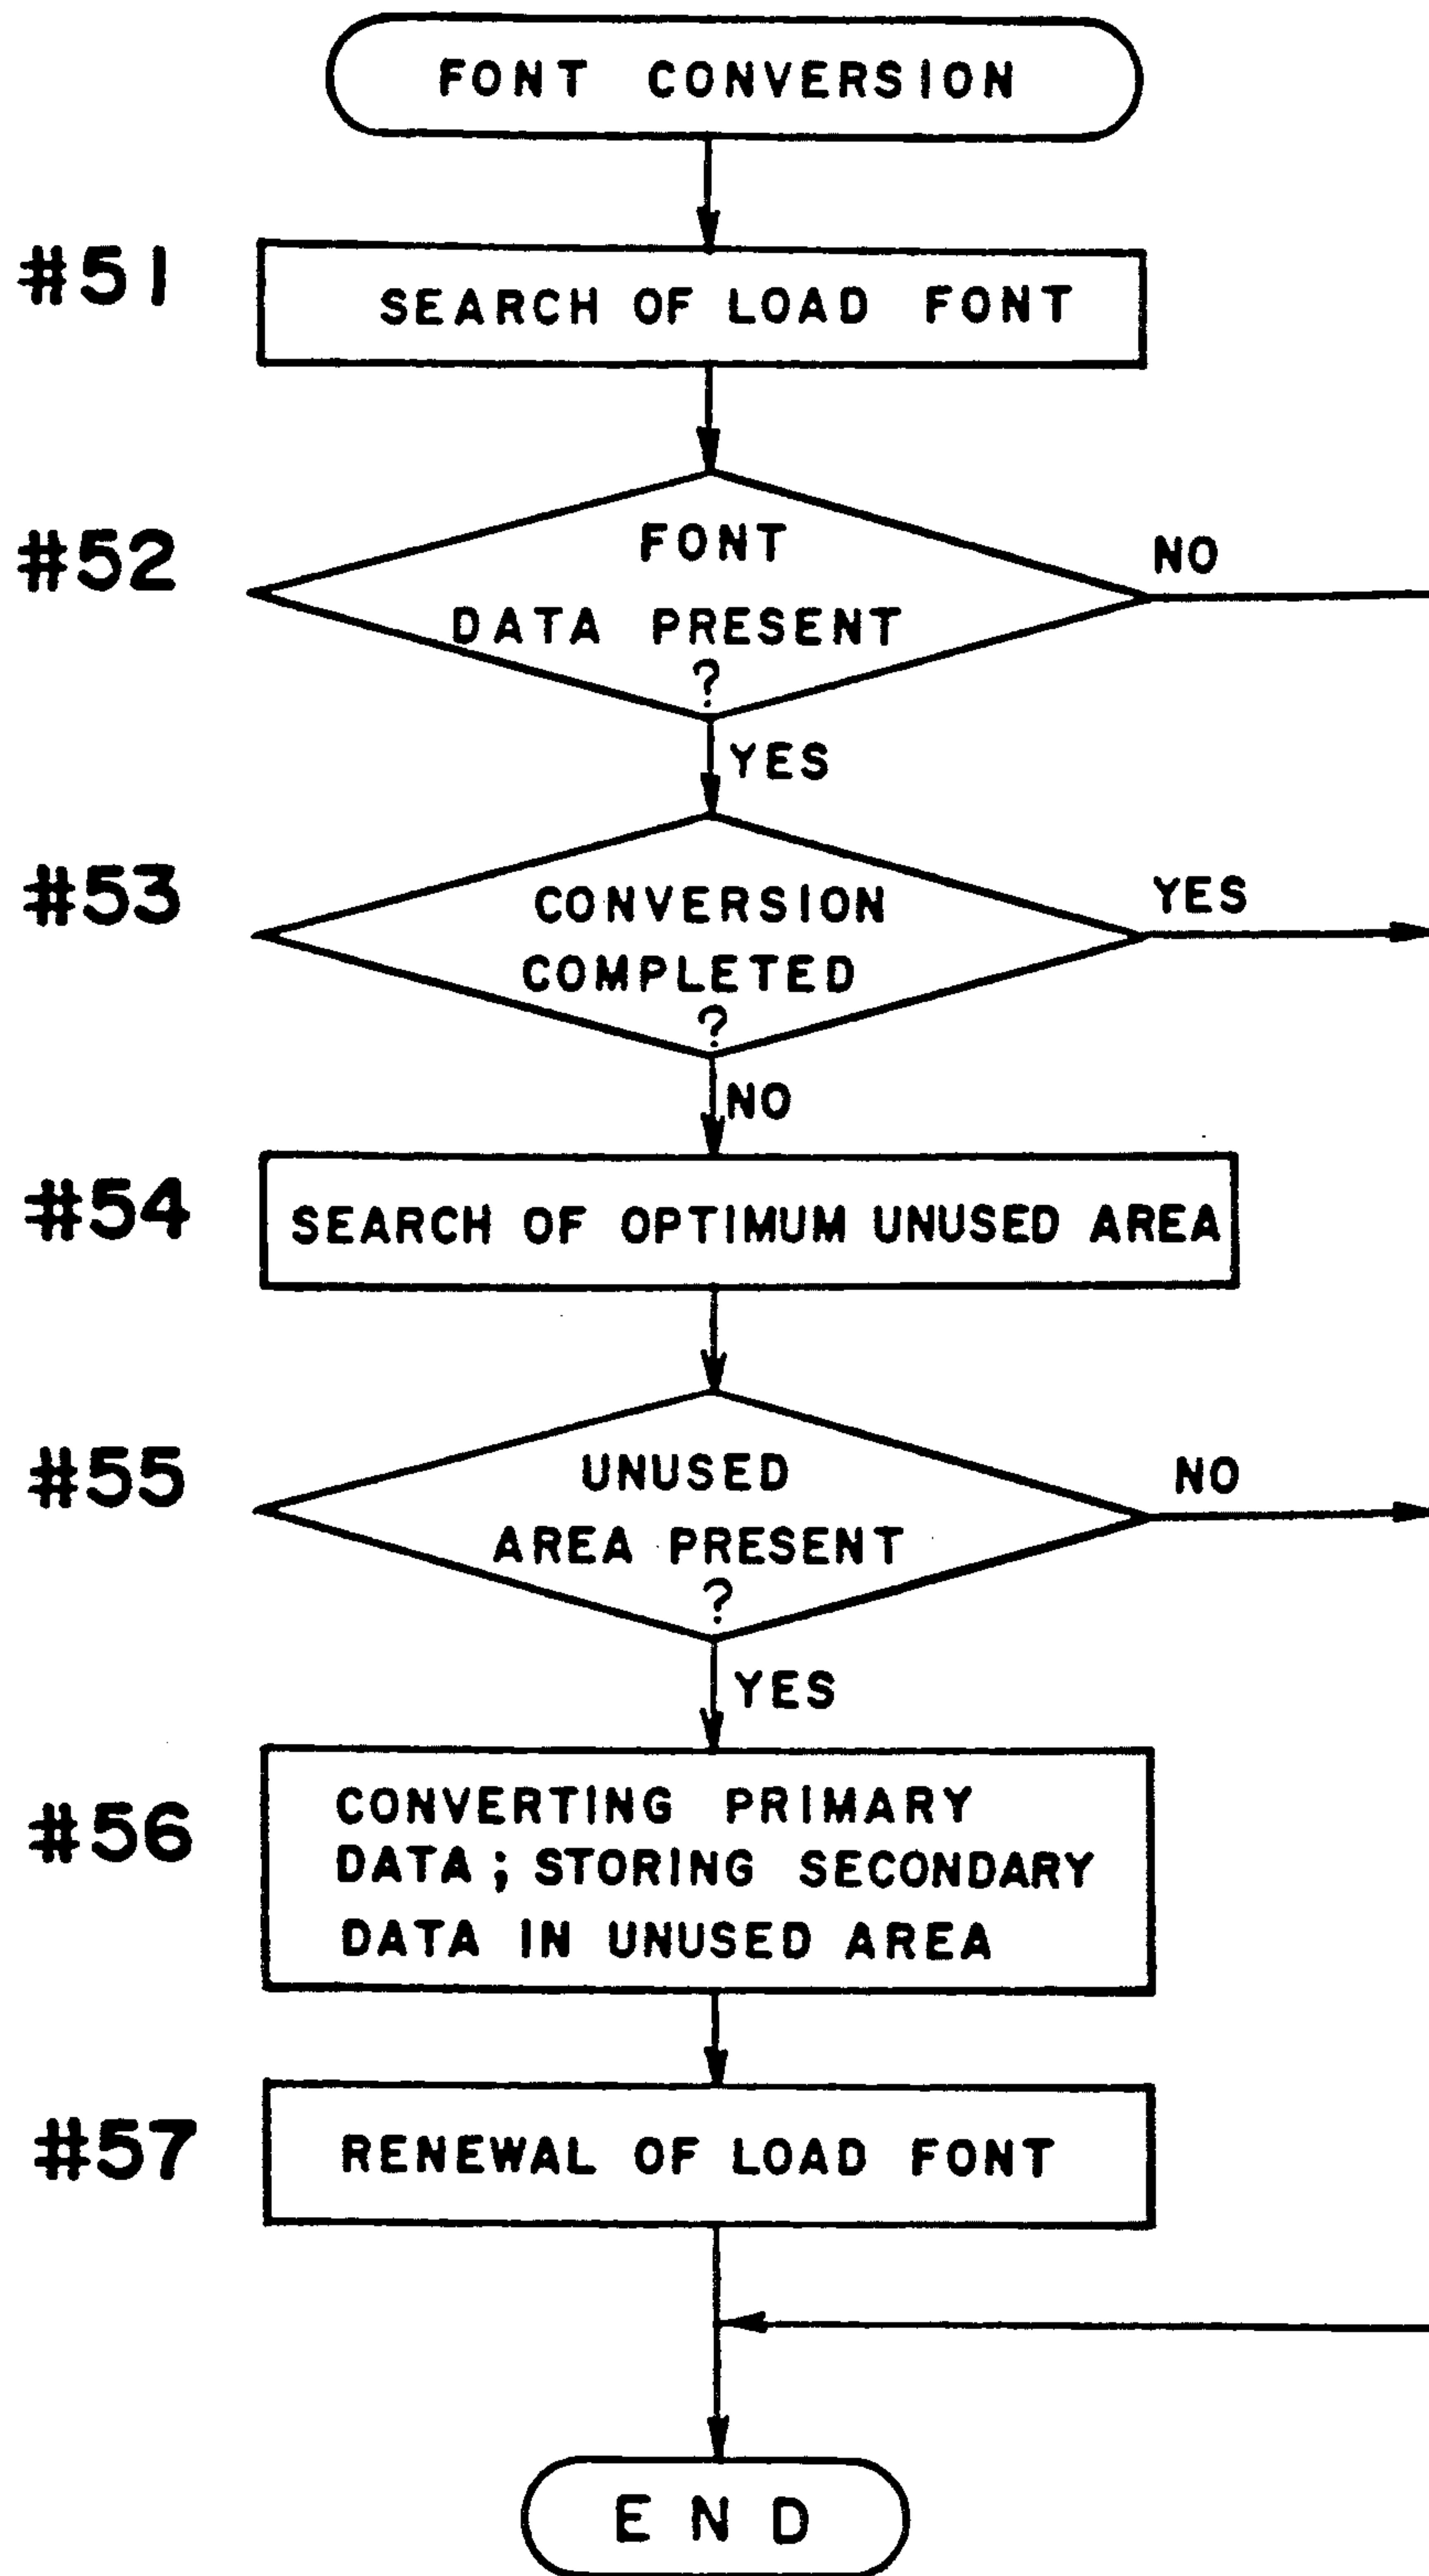 FONT CONVERSION
#51
SEARCH OF LOAD FONT
#52
FONT
DATA PRESENT
?
NO
YES
#53
CONVERSION
COMPLETED
?
YES
NO
#54
SEARCH OF OPTIMUM UNUSED AREA
#55
UNUSED
AREA PRESENT
?
NO
YES
#56
CONVERTING PRIMARY
DATA; STORING SECONDARY
DATA IN UNUSED AREA
#57
RENEWAL OF LOAD FONT
END